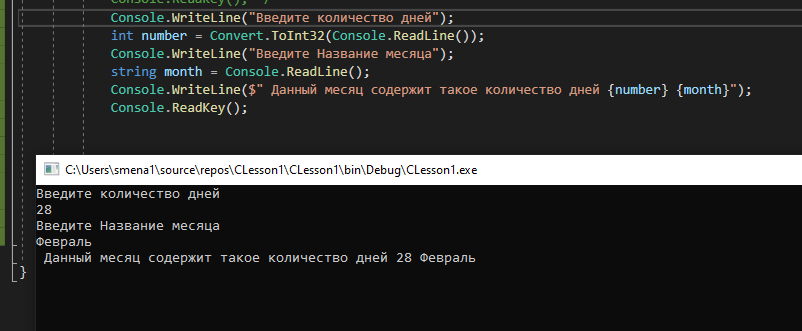 Console.ReadKey(); */
Console.WriteLine("Введите количество дней");
int number = Convert.ToInt32(Console.ReadLine());
Console.WriteLine("Введите Название месяца");
string month = Console.ReadLine();
Console.WriteLine($" Данный месяц содержит такое количество дней {number} {month}");
Console.ReadKey();
}
C:\Users\smena1\source\repos\CLesson1\CLesson1\bin\Debug\CLesson1.exe
Введите количество дней
28
Введите Название месяца
Февраль
Данный месяц содержит такое количество дней 28 Февраль